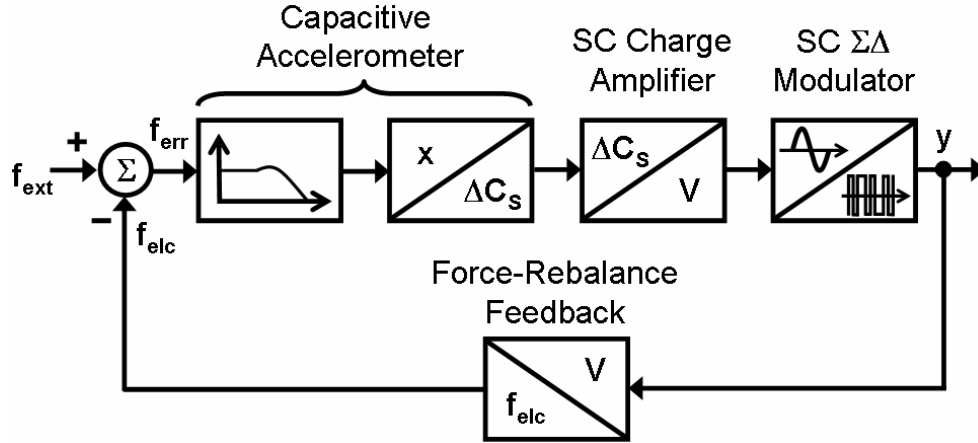 Capacitive
Accelerometer
SC Charge
Amplifier
SC ΣΔ
Modulator
+
f_ext
Σ
−
f_err
f_elc
x
ΔC_S
ΔC_S
V
y
Force-Rebalance
Feedback
V
f_elc